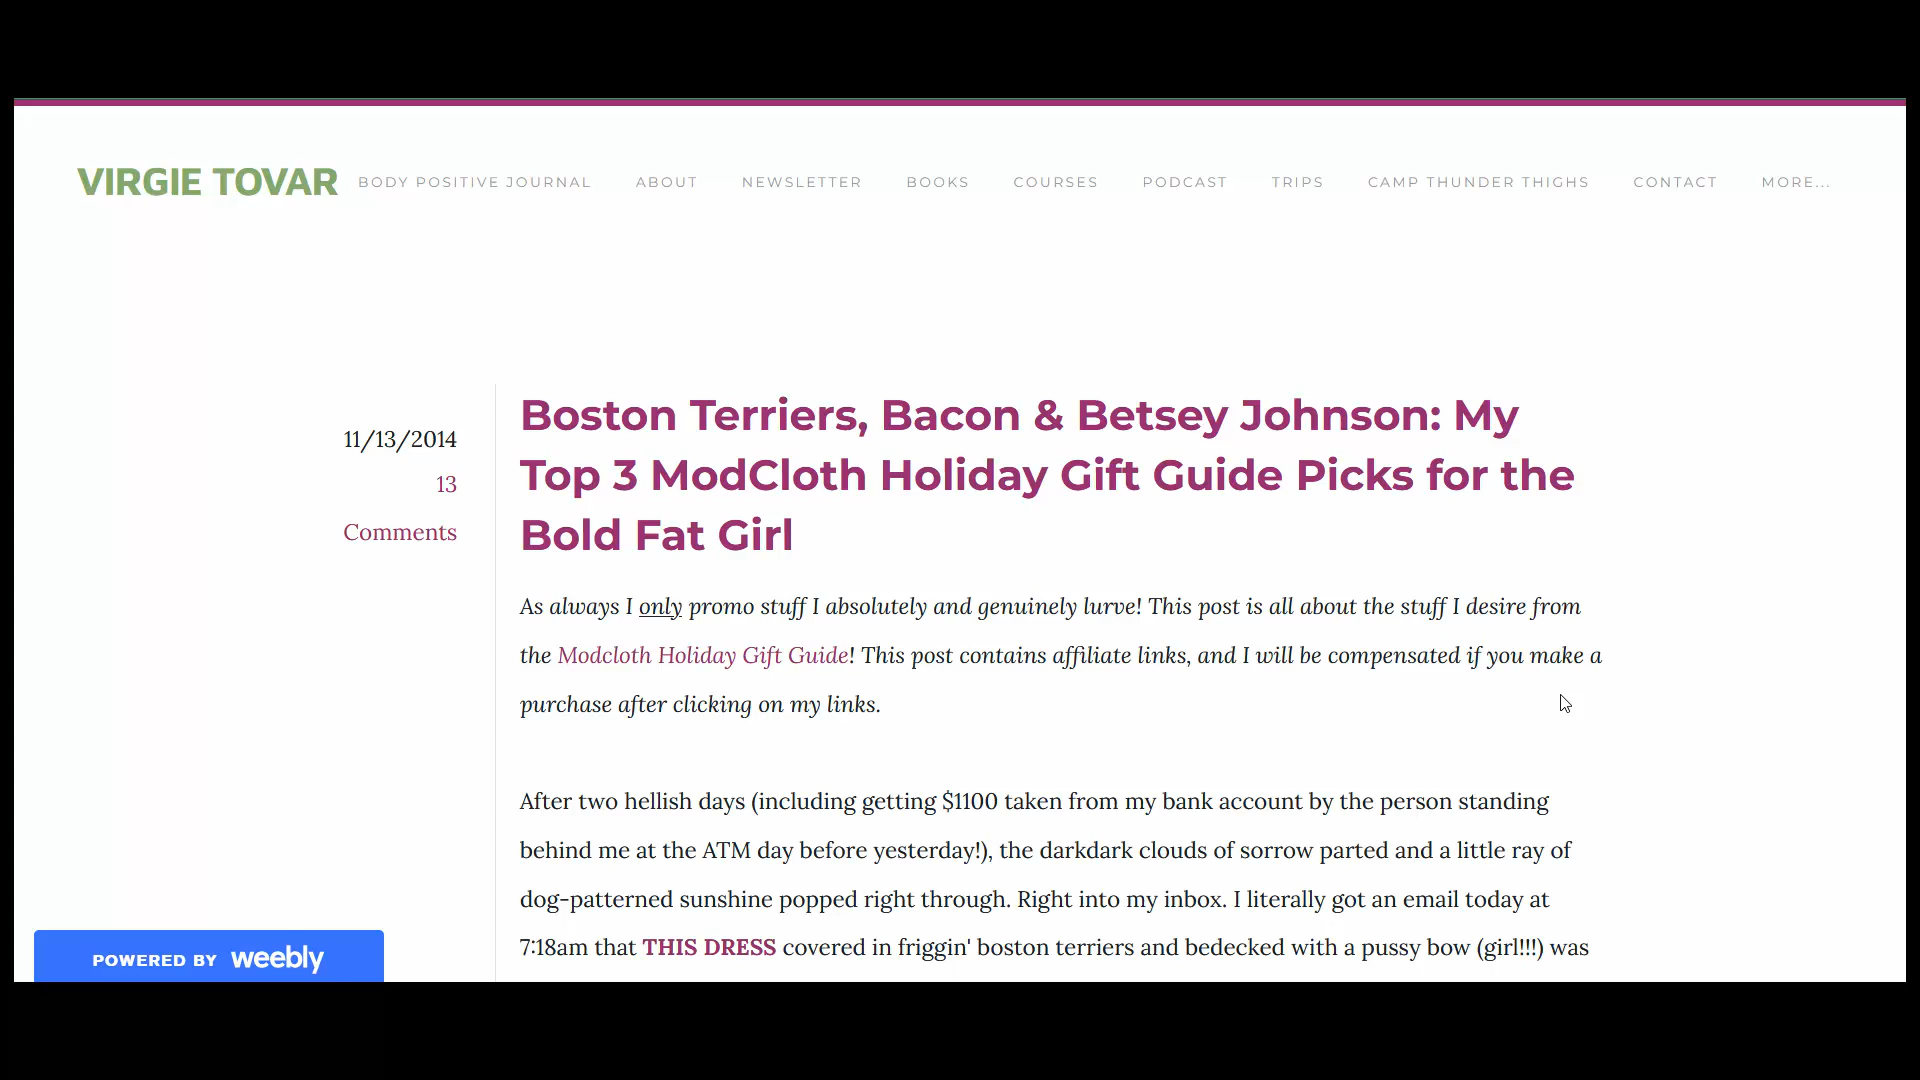 VIRGIE TOVAR
BODY POSITIVE JOURNAL ABOUT NEWSLETTER BOOKS COURSES PODCAST TRIPS CAMP THUNDER THIGHS CONTACT MORE...
11/13/2014
13
Comments
Boston Terriers, Bacon & Betsey Johnson: My
Top 3 ModCloth Holiday Gift Guide Picks for the
Bold Fat Girl
As always I only promo stuff I absolutely and genuinely lurve! This post is all about the stuff I desire from
the Modcloth Holiday Gift Guide! This post contains affiliate links, and I will be compensated if you make a
purchase after clicking on my links.
After two hellish days (including getting $1100 taken from my bank account by the person standing
behind me at the ATM day before yesterday!), the darkdark clouds of sorrow parted and a little ray of
dog-patterned sunshine popped right through. Right into my inbox. I literally got an email today at
7:18am that THIS DRESS covered in friggin' boston terriers and bedecked with a pussy bow (girl!!!) was
POWERED BY weebly